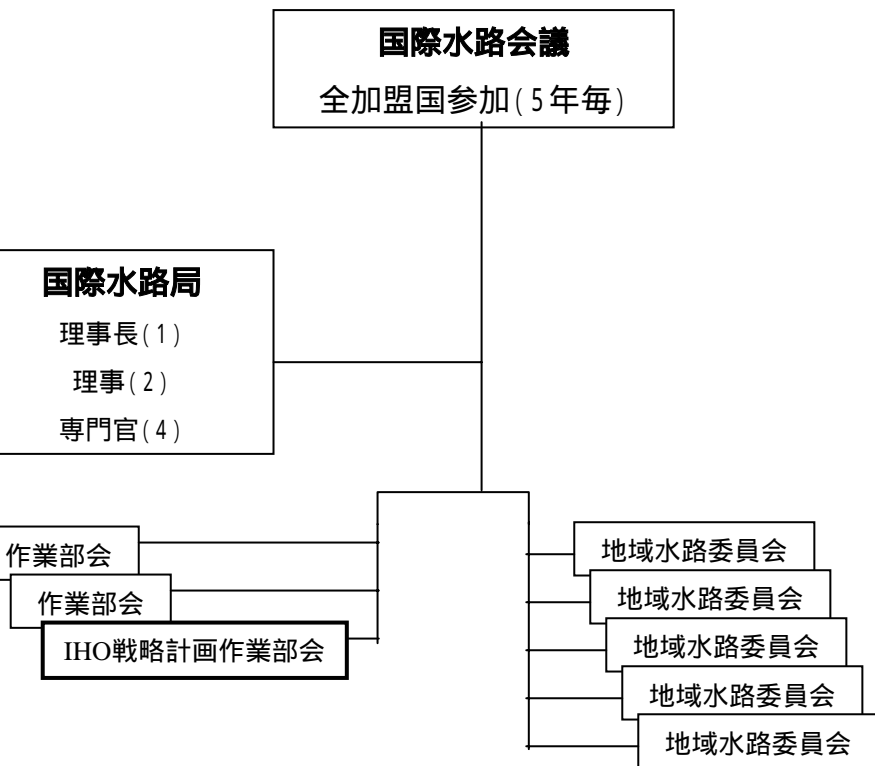 国際水路会議
全加盟国参加(5年毎)
国際水路局
理事長(1)
理事(2)
専門官(4)
作業部会
作業部会
IHO戦略計画作業部会
地域水路委員会
地域水路委員会
地域水路委員会
地域水路委員会
地域水路委員会